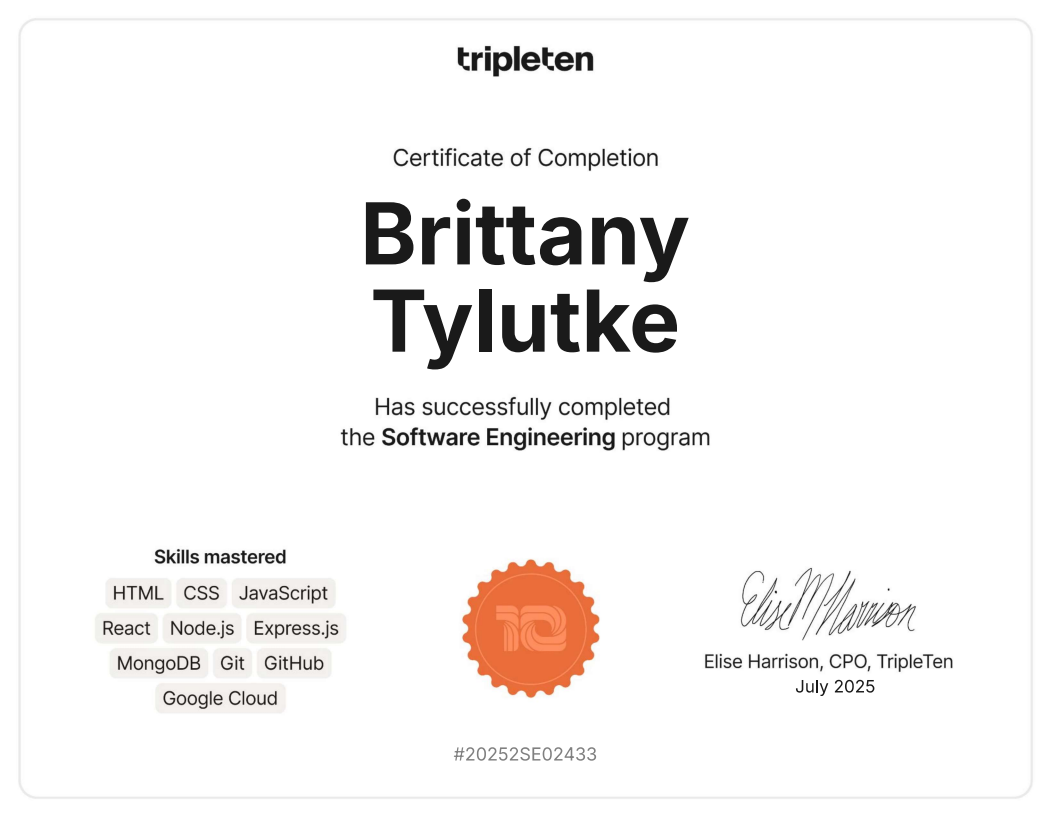 tripleten
Certificate of Completion
Brittany
Tylutke
Has successfully completed
the Software Engineering program
Skills mastered
HTML CSS JavaScript
React Node.js Express.js
MongoDB Git GitHub
Google Cloud
10
Elise M Harrison
Elise Harrison, CPO, TripleTen
July 2025
#20252SE02433